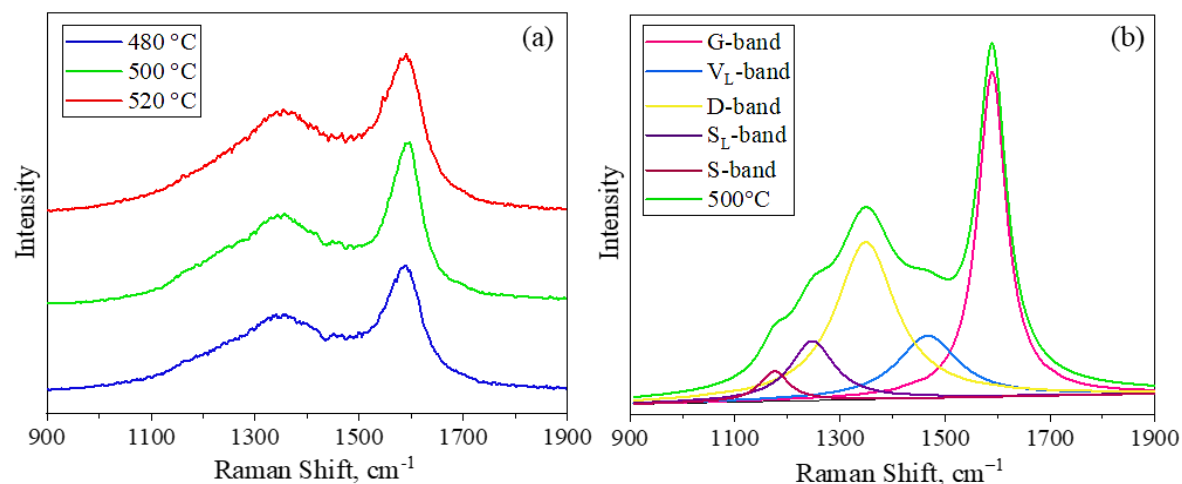 (a)
480 °C
500 °C
520 °C
Intensity
900 1100 1300 1500 1700 1900
Raman Shift, cm-1
(b)
G-band
VL-band
D-band
SL-band
S-band
500°C
Intensity
900 1100 1300 1500 1700 1900
Raman Shift, cm−1